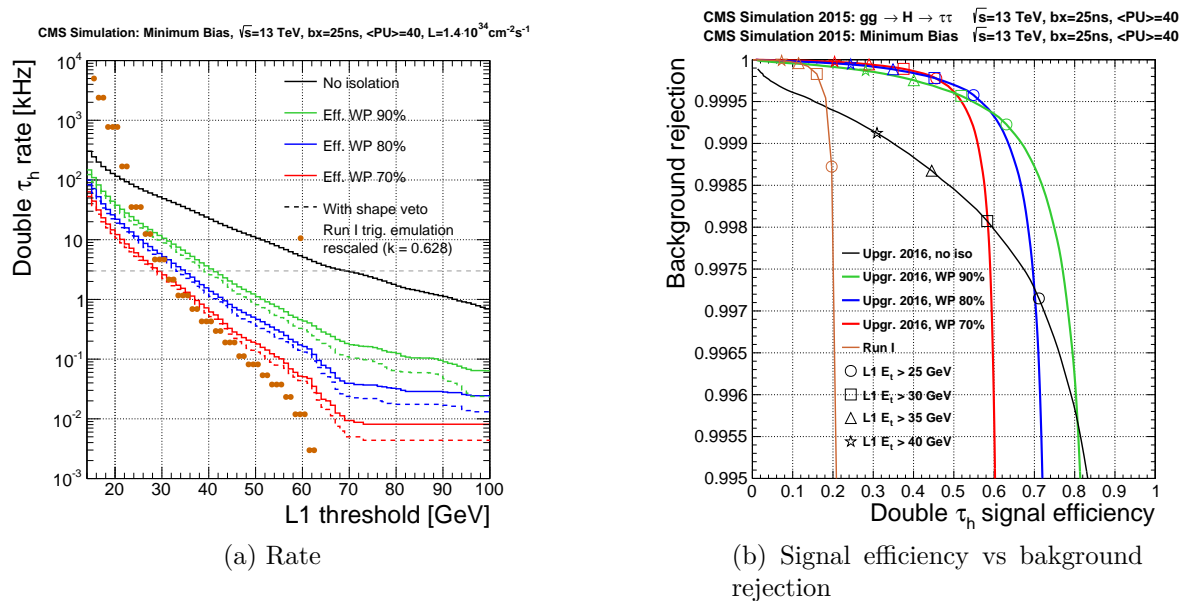 CMS Simulation: Minimum Bias, √s=13 TeV, bx=25ns, <PU>=40, L=1.4·10³⁴cm⁻²s⁻¹
Double τh rate [kHz]
10⁵
10⁴
10³
10²
10
1
10⁻¹
10⁻²
10⁻³
No isolation
Eff. WP 90%
Eff. WP 80%
Eff. WP 70%
With shape veto
Run I trig. emulation
rescaled (k = 0.628)
20 30 40 50 60 70 80 90 100
L1 threshold [GeV]
(a) Rate
CMS Simulation 2015: gg → H → ττ √s=13 TeV, bx=25ns, <PU>=40
CMS Simulation 2015: Minimum Bias √s=13 TeV, bx=25ns, <PU>=40
Background rejection
1
0.9995
0.999
0.9985
0.998
0.9975
0.997
0.9965
0.996
0.9955
0.995
Upgr. 2016, no iso
Upgr. 2016, WP 90%
Upgr. 2016, WP 80%
Upgr. 2016, WP 70%
Run I
L1 Et > 25 GeV
L1 Et > 30 GeV
L1 Et > 35 GeV
L1 Et > 40 GeV
0 0.1 0.2 0.3 0.4 0.5 0.6 0.7 0.8 0.9 1
Double τh signal efficiency
(b) Signal efficiency vs bakground
rejection